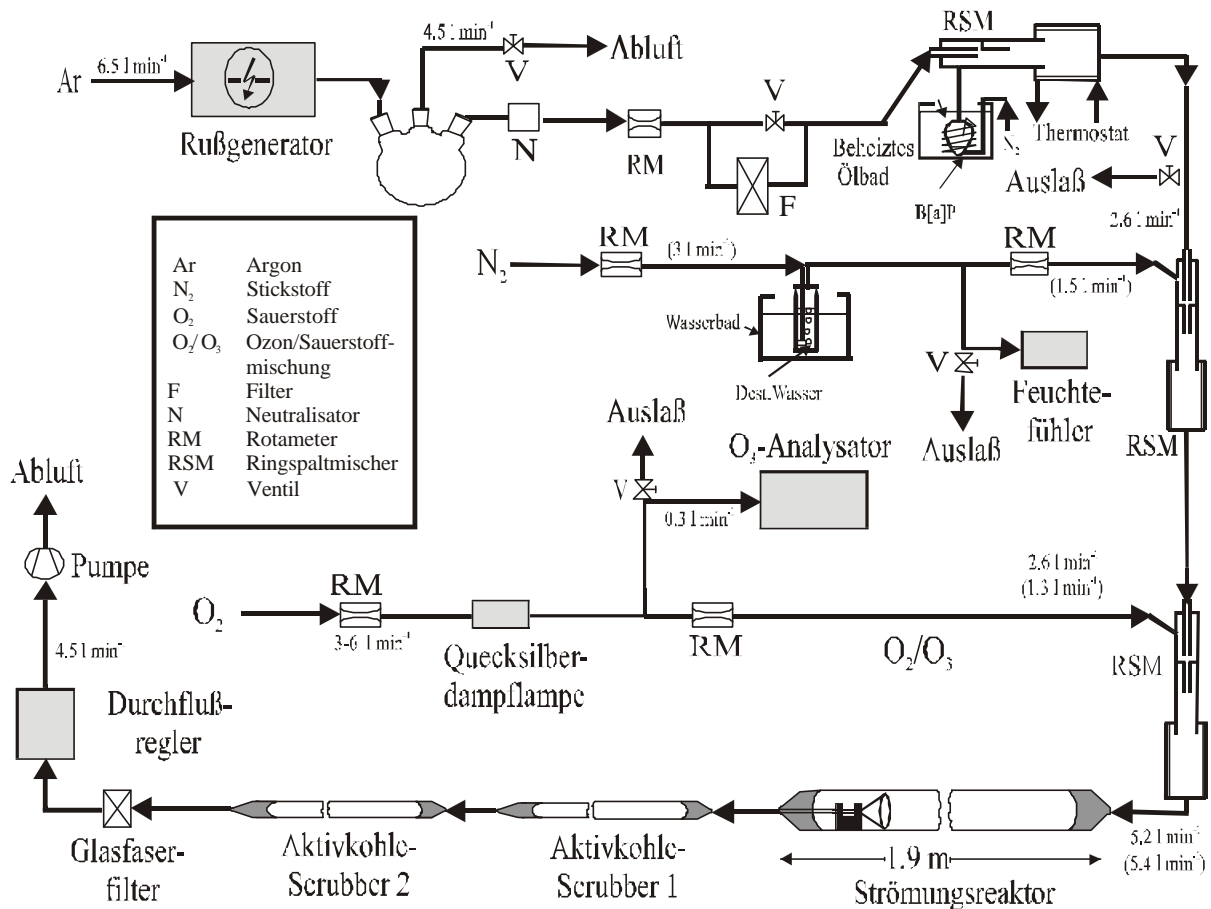 Ar
6.5 l min⁻¹
Rußgenerator
4.5 l min⁻¹
V
Abluft
N
RM
V
F
RSM
Beheiztes
Ölbad
B[a]P
N₂
Thermostat
V
Auslaß
2.6 l min⁻¹
Ar Argon
N₂ Stickstoff
O₂ Sauerstoff
O₂/O₃ Ozon/Sauerstoff-
mischung
F Filter
N Neutralisator
RM Rotameter
RSM Ringspaltmischer
V Ventil
N₂
RM
(3 l min⁻¹)
Wasserbad
Dest. Wasser
RM
(1.5 l min⁻¹)
V
Auslaß
Feuchte-
fühler
RSM
Auslaß
V
O₃-Analysator
0.3 l min⁻¹
O₂
RM
3-6 l min⁻¹
Quecksilber-
dampflampe
RM
O₂/O₃
2.6 l min⁻¹
(1.3 l min⁻¹)
RSM
Abluft
Pumpe
4.5 l min⁻¹
Durchfluß-
regler
Glasfaser-
filter
Aktivkohle-
Scrubber 2
Aktivkohle-
Scrubber 1
1.9 m
Strömungsreaktor
5.2 l min⁻¹
(5.4 l min⁻¹)